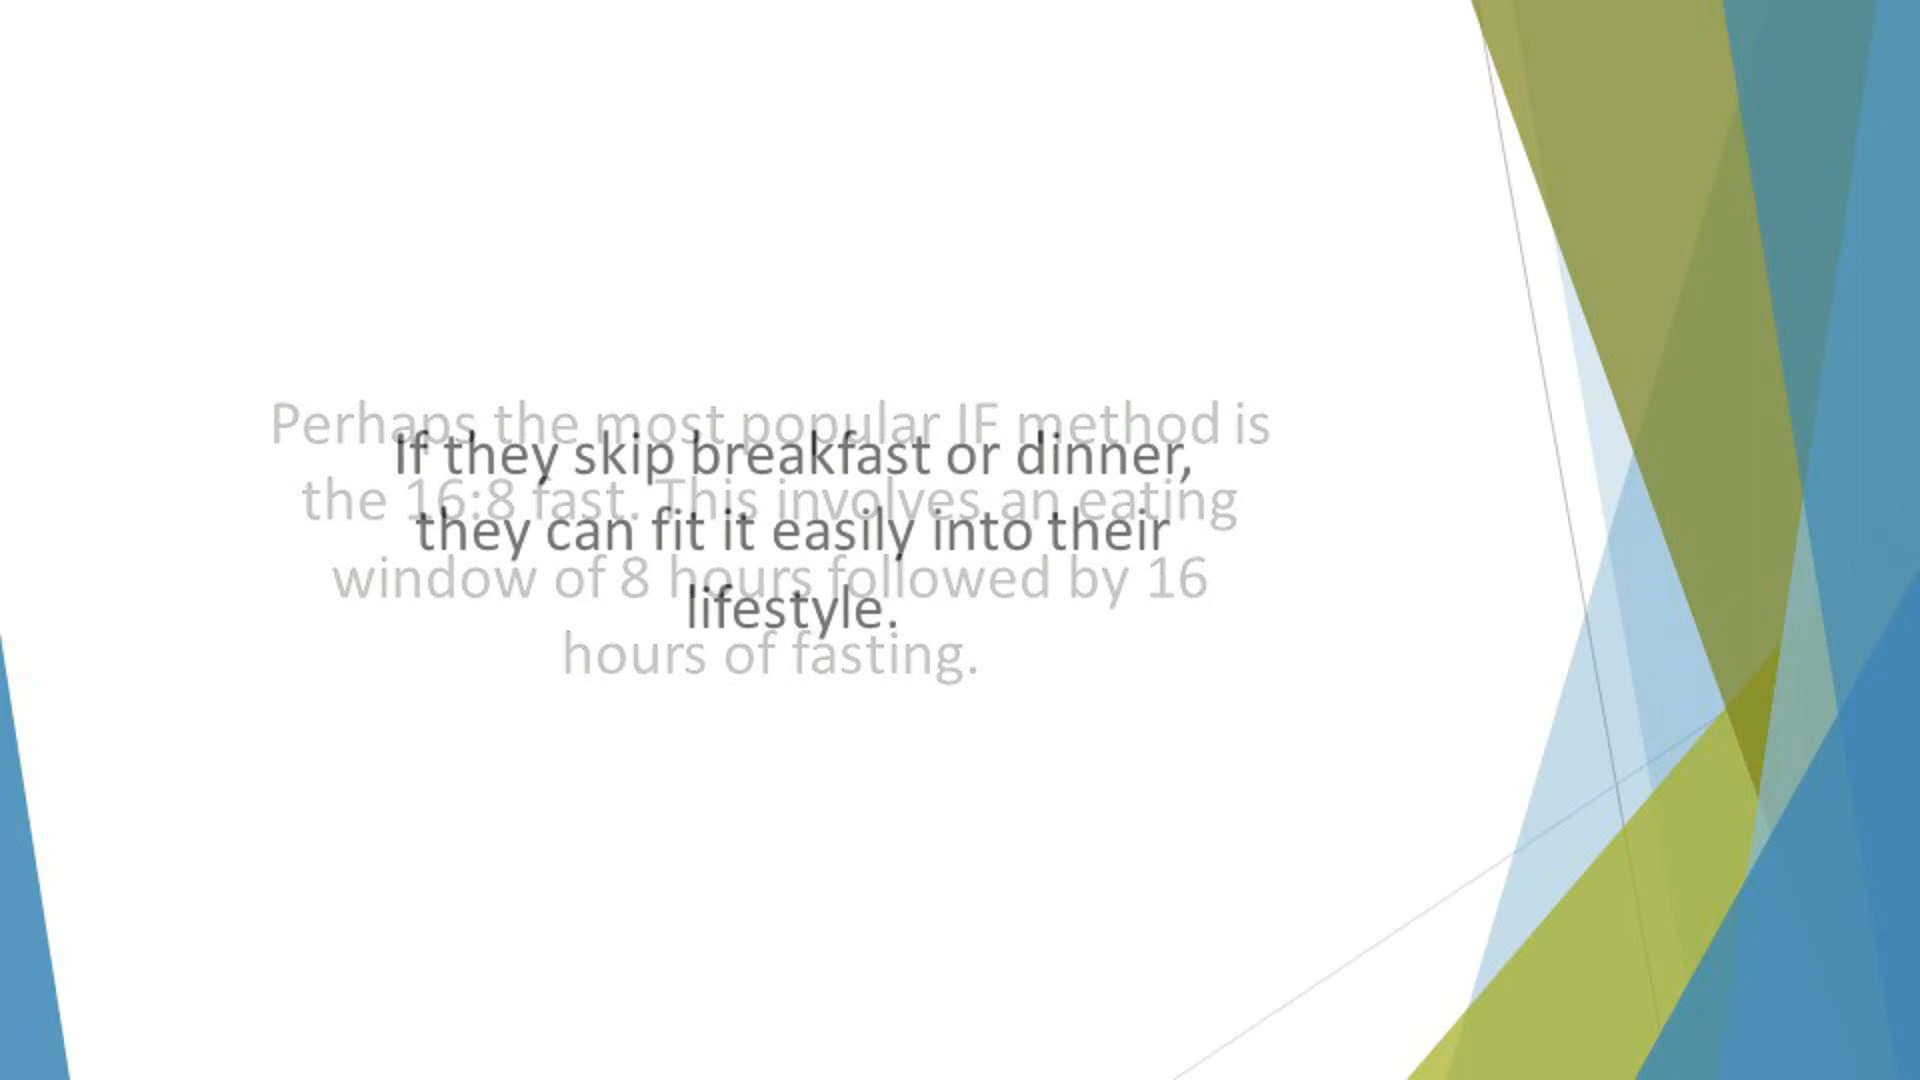 Perhaps the most popular IF method is
the 16:8 fast. This involves an eating
window of 8 hours followed by 16
hours of fasting.
If they skip breakfast or dinner,
they can fit it easily into their
lifestyle.